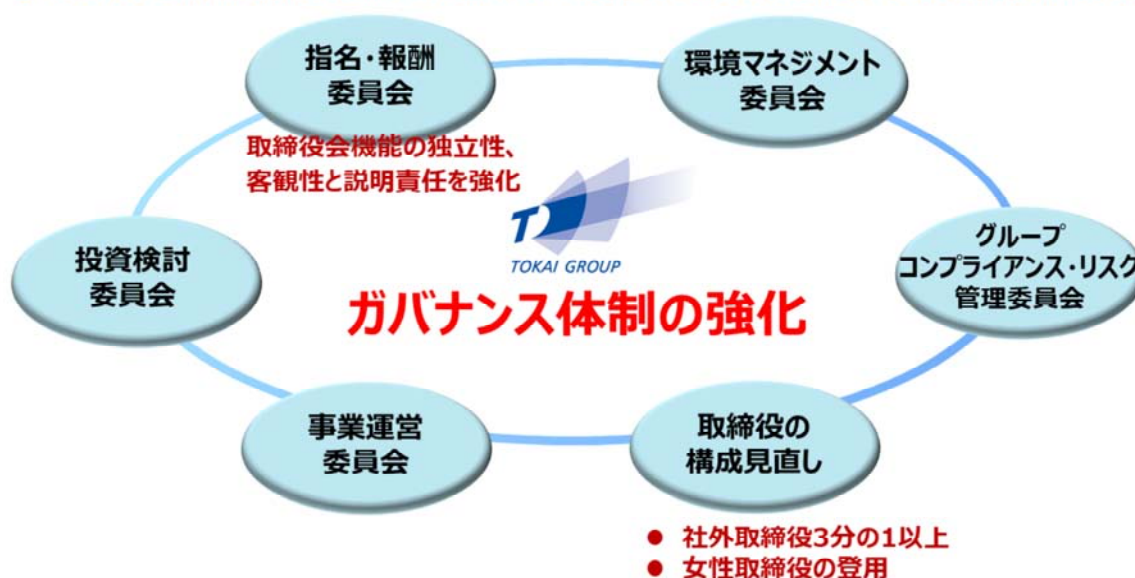 指名・報酬
委員会
環境マネジメント
委員会
取締役会機能の独立性、
客観性と説明責任を強化
T
TOKAI GROUP
投資検討
委員会
グループ
コンプライアンス・リスク
管理委員会
ガバナンス体制の強化
事業運営
委員会
取締役の
構成見直し
● 社外取締役3分の1以上
● 女性取締役の登用